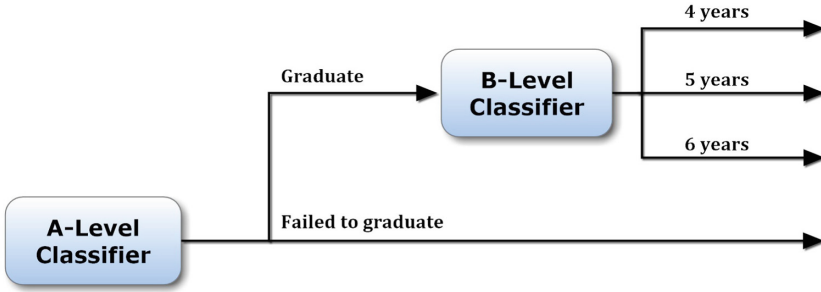 4 years
Graduate
B-Level
Classifier
5 years
6 years
A-Level
Classifier
Failed to graduate